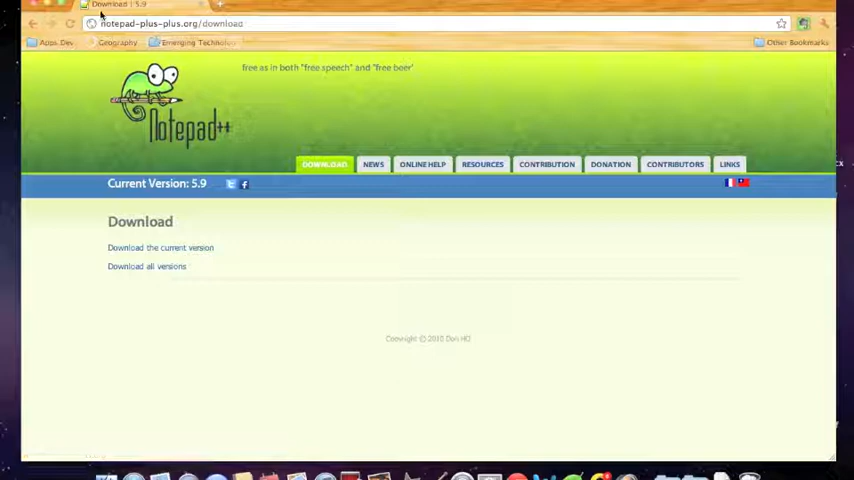 Download | 5.9
notepad-plus-plus.org/download
Apps Dev Geography Emerging Technolo
Other Bookmarks
free as in both "free speech" and "free beer"
Notepad++
DOWNLOAD NEWS ONLINE HELP RESOURCES CONTRIBUTION DONATION CONTRIBUTORS LINKS
Current Version: 5.9
Download
Download the current version
Download all versions
Copyright © 2010 Don HO